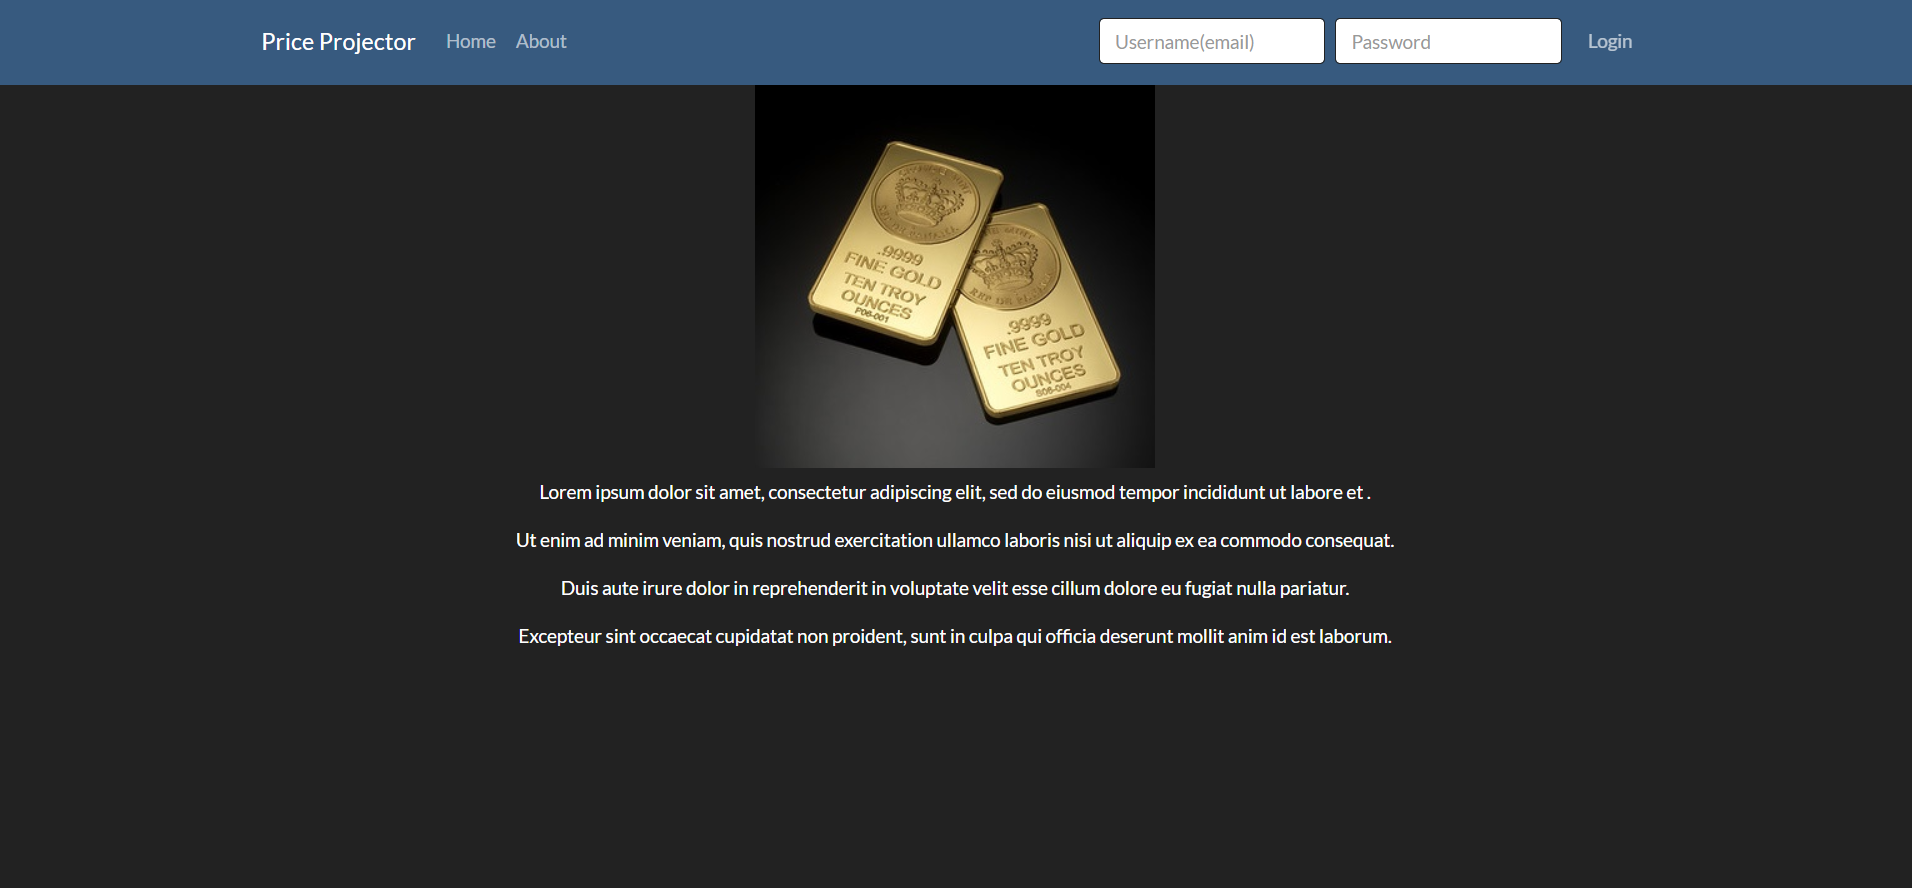 Price Projector Home About Username(email) Password Login
.9999
FINE GOLD
TEN TROY
OUNCES
P06-001
.9999
FINE GOLD
TEN TROY
OUNCES
S06-004
Lorem ipsum dolor sit amet, consectetur adipiscing elit, sed do eiusmod tempor incididunt ut labore et .
Ut enim ad minim veniam, quis nostrud exercitation ullamco laboris nisi ut aliquip ex ea commodo consequat.
Duis aute irure dolor in reprehenderit in voluptate velit esse cillum dolore eu fugiat nulla pariatur.
Excepteur sint occaecat cupidatat non proident, sunt in culpa qui officia deserunt mollit anim id est laborum.